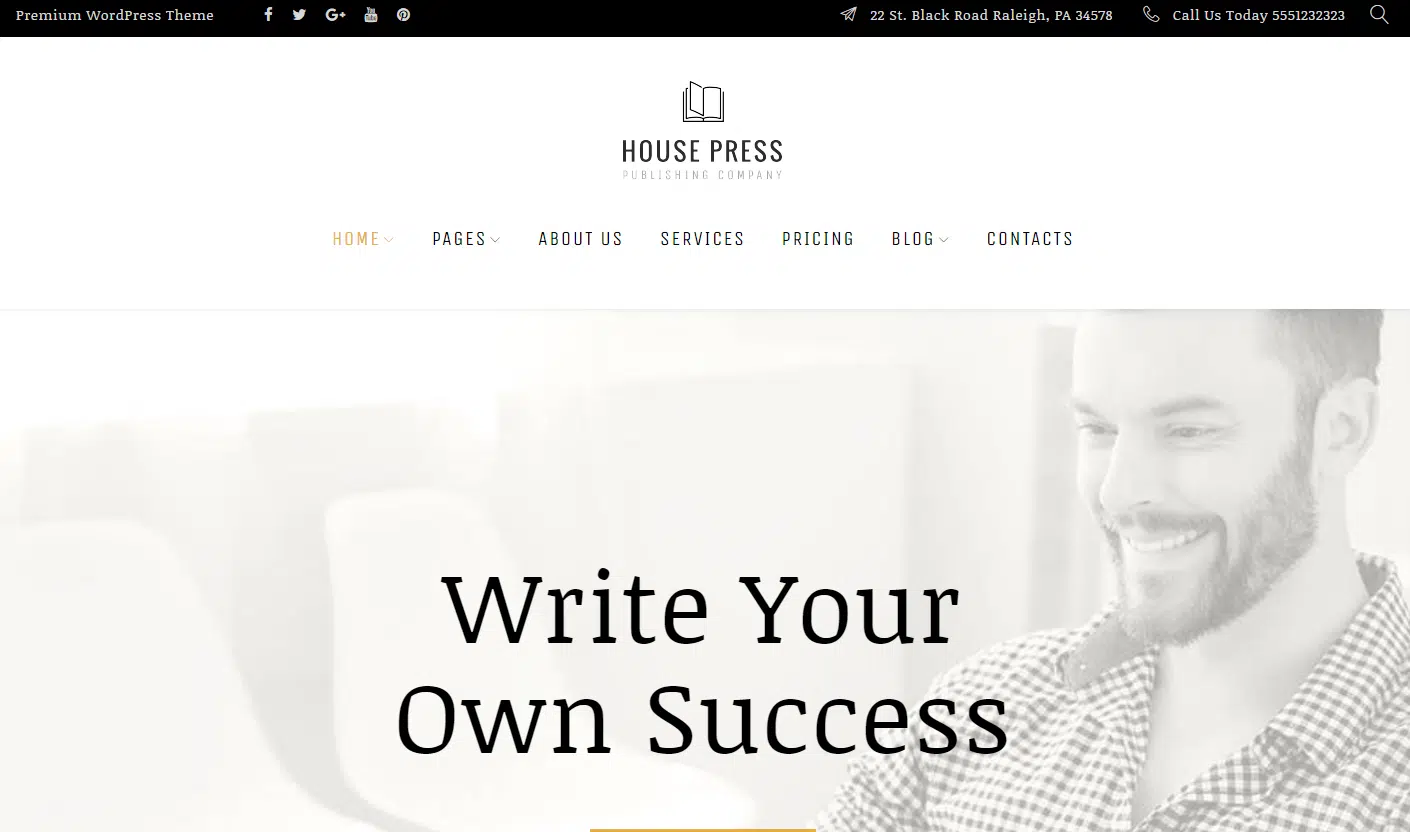 Premium WordPress Theme
22 St. Black Road Raleigh, PA 34578
Call Us Today 5551232323
HOUSE PRESS
PUBLISHING COMPANY
HOME PAGES ABOUT US SERVICES PRICING BLOG CONTACTS
Write Your
Own Success